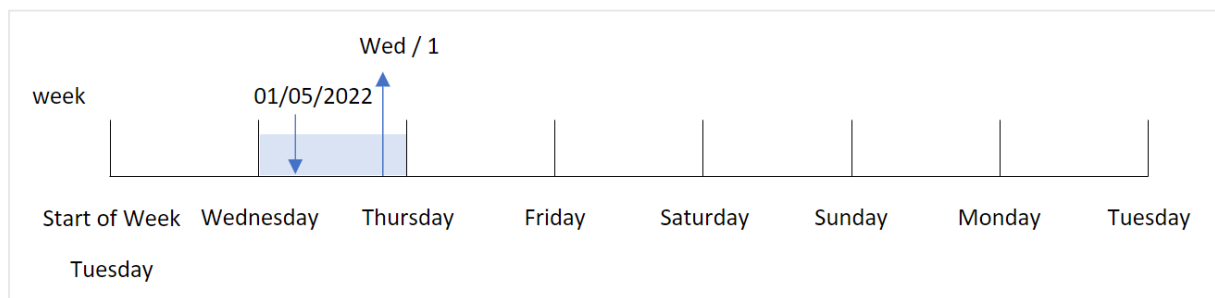 Wed / 1
week
01/05/2022
Start of Week
Tuesday
Wednesday
Thursday
Friday
Saturday
Sunday
Monday
Tuesday